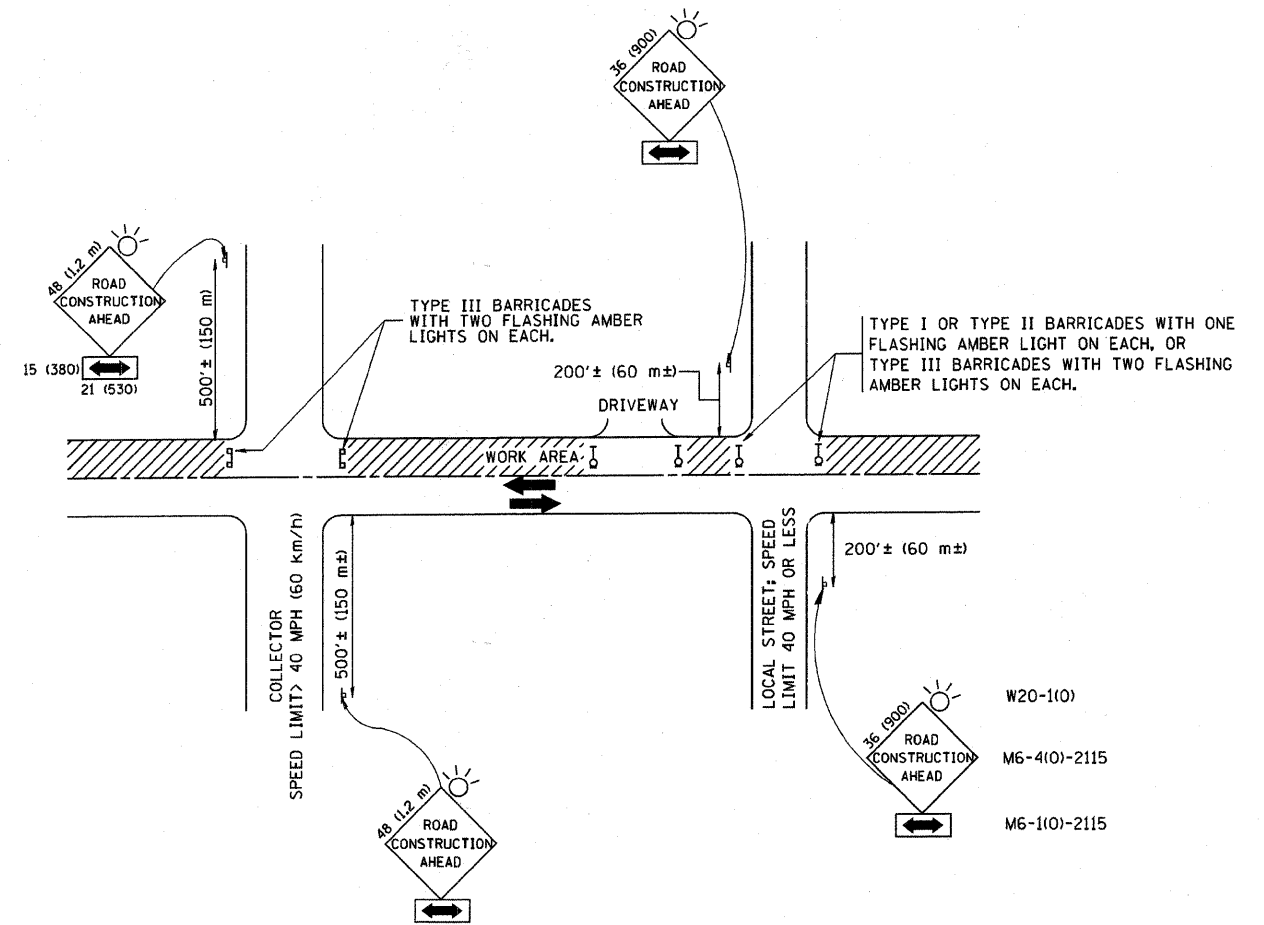 36 (900)
ROAD
CONSTRUCTION
AHEAD
48 (1.2 m)
ROAD
CONSTRUCTION
AHEAD
15 (380)
21 (530)
500'± (150 m)
TYPE III BARRICADES
WITH TWO FLASHING AMBER
LIGHTS ON EACH.
200'± (60 m±)
DRIVEWAY
TYPE I OR TYPE II BARRICADES WITH ONE
FLASHING AMBER LIGHT ON EACH, OR
TYPE III BARRICADES WITH TWO FLASHING
AMBER LIGHTS ON EACH.
WORK AREA
COLLECTOR
SPEED LIMIT> 40 MPH (60 km/h)
500'± (150 m±)
LOCAL STREET; SPEED
LIMIT 40 MPH OR LESS
200'± (60 m±)
48 (1.2 m)
ROAD
CONSTRUCTION
AHEAD
36 (900)
ROAD
CONSTRUCTION
AHEAD
W20-1(O)
M6-4(O)-2115
M6-1(O)-2115